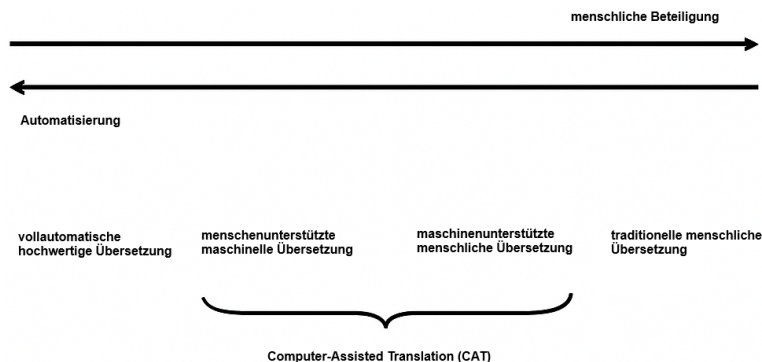 menschliche Beteiligung
Automatisierung
vollautomatische
hochwertige Übersetzung
menschenunterstützte
maschinelle Übersetzung
maschinenunterstützte
menschliche Übersetzung
traditionelle menschliche
Übersetzung
Computer-Assisted Translation (CAT)